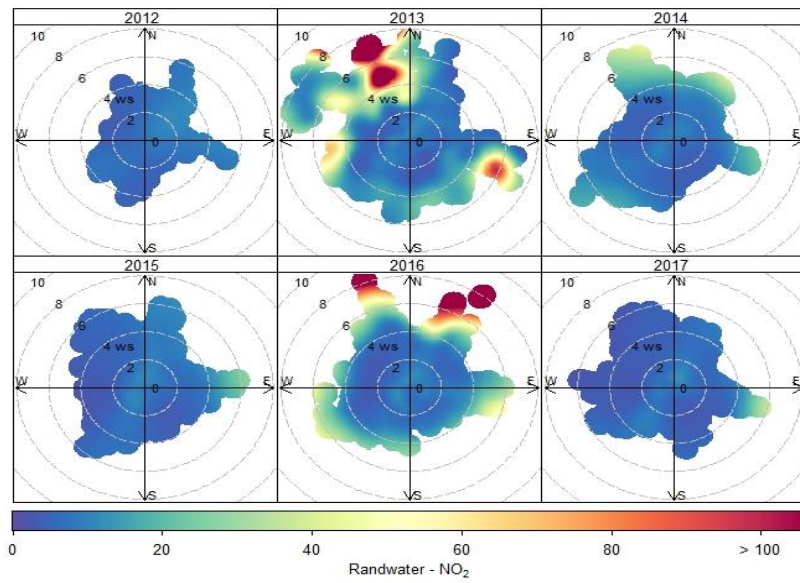 2012 2013 2014
10 N 10 N 10 N
8 8 8
6 6 6
4 ws 4 ws 4 ws
2 2 2
W 0 E W 0 E W 0 E
S S S
2015 2016 2017
10 N 10 N 10 N
8 8 8
6 6 6
4 ws 4 ws 4 ws
2 2 2
W 0 E W 0 E W 0 E
S S S
0 20 40 60 80 > 100
Randwater - NO₂